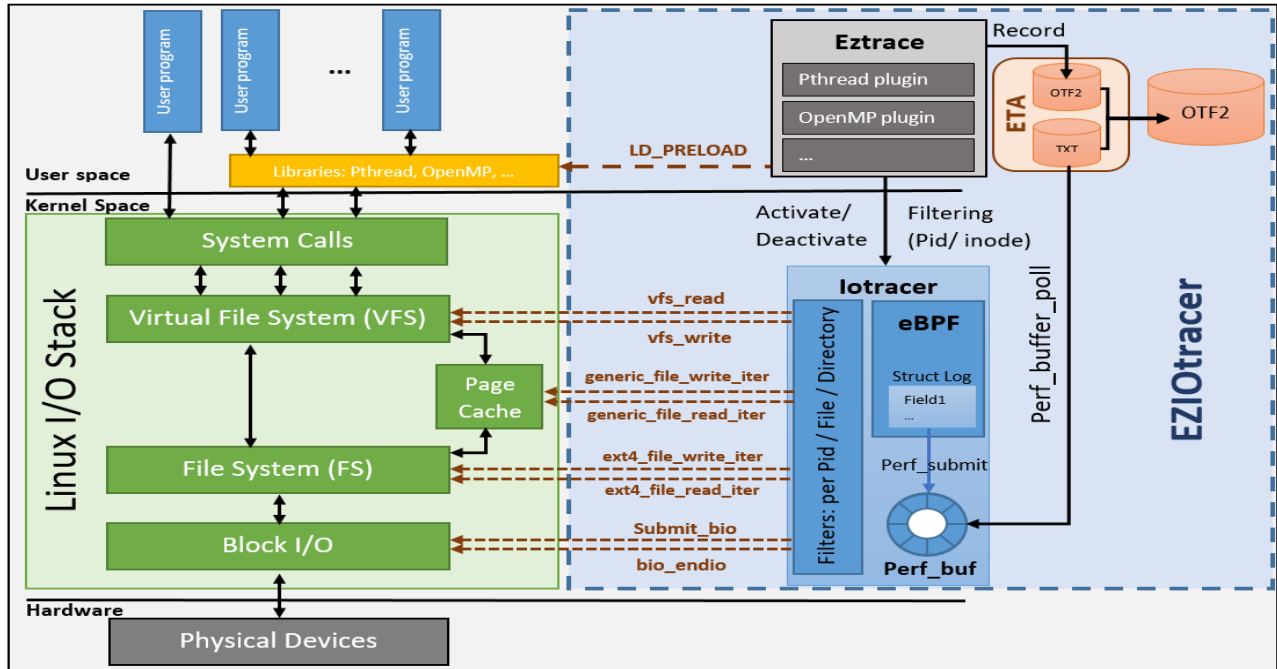 User program
User program
...
User program
Libraries: Pthread, OpenMP, ...
User space
Kernel Space
Linux I/O Stack
System Calls
Virtual File System (VFS)
Page
Cache
File System (FS)
Block I/O
Hardware
Physical Devices
LD_PRELOAD
Eztrace
Pthread plugin
OpenMP plugin
...
Record
ETA
OTF2
TXT
OTF2
Activate/
Deactivate
Filtering
(Pid/ inode)
Perf_buffer_poll
EZIOtracer
Iotracer
Filters: per Pid / File / Directory
eBPF
Struct Log
Field1
...
Perf_submit
Perf_buf
vfs_read
vfs_write
generic_file_write_iter
generic_file_read_iter
ext4_file_write_iter
ext4_file_read_iter
Submit_bio
bio_endio